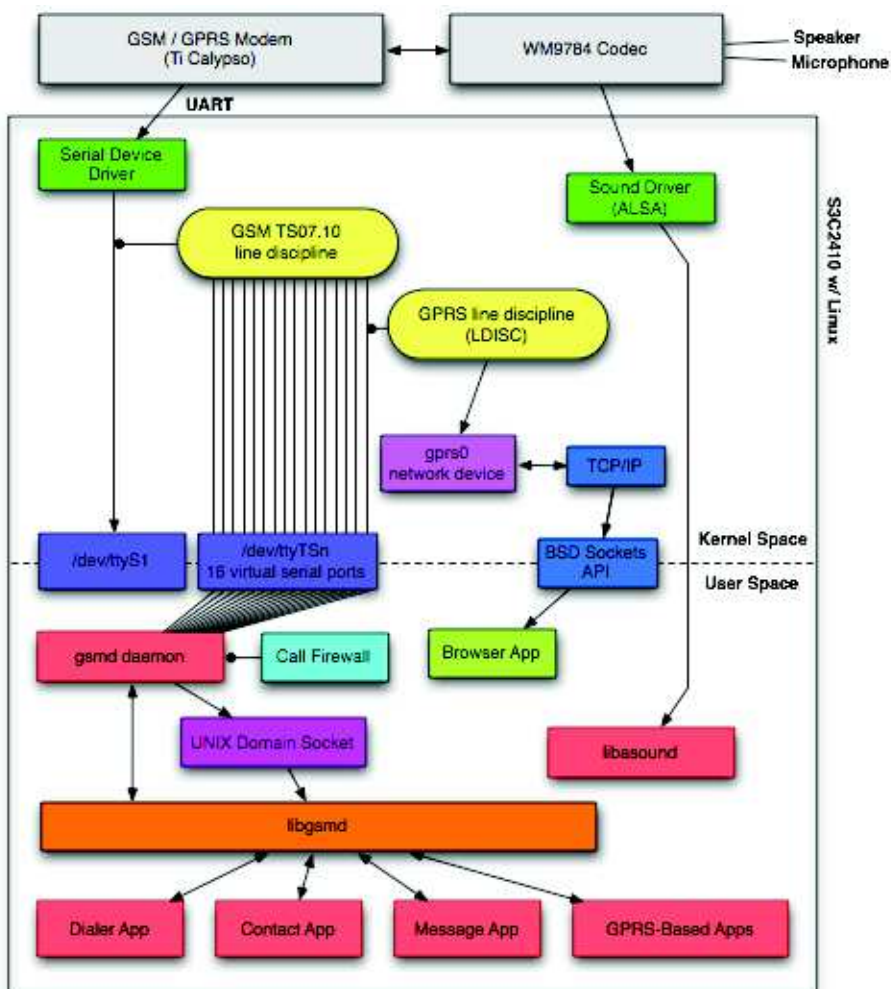 GSM / GPRS Modem
(Ti Calypso)
WM9784 Codec
Speaker
Microphone
UART
Serial Device
Driver
Sound Driver
(ALSA)
GSM TS07.10
line discipline
GPRS line discipline
(LDISC)
S3C2410 w/ Linux
gprs0
network device
TCP/IP
/dev/ttyS1
/dev/ttyTSn
16 virtual serial ports
BSD Sockets
API
Kernel Space
User Space
gsmd daemon
Call Firewall
Browser App
UNIX Domain Socket
libasound
libgsmd
Dialer App
Contact App
Message App
GPRS-Based Apps